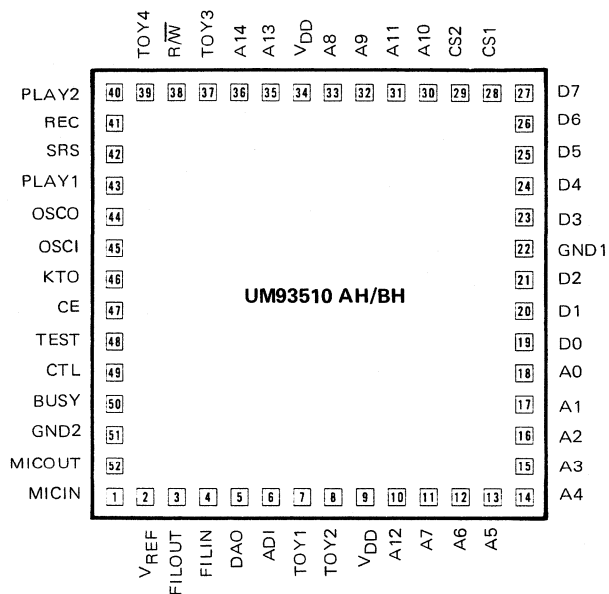 TOY4 R/W TOY3 A14 A13 VDD A8 A9 A11 A10 CS2 CS1
40 39 38 37 36 35 34 33 32 31 30 29 28 27
PLAY2 D7
REC 41 26 D6
SRS 42 25 D5
PLAY1 43 24 D4
OSCO 44 23 D3
OSCI 45 22 GND1
KTO 46 21 D2
UM93510 AH/BH
CE 47 20 D1
TEST 48 19 D0
CTL 49 18 A0
BUSY 50 17 A1
GND2 51 16 A2
MICOUT 52 15 A3
MICIN 1 2 3 4 5 6 7 8 9 10 11 12 13 14 A4
VREF FILOUT FILIN DAO ADI TOY1 TOY2 VDD A12 A7 A6 A5